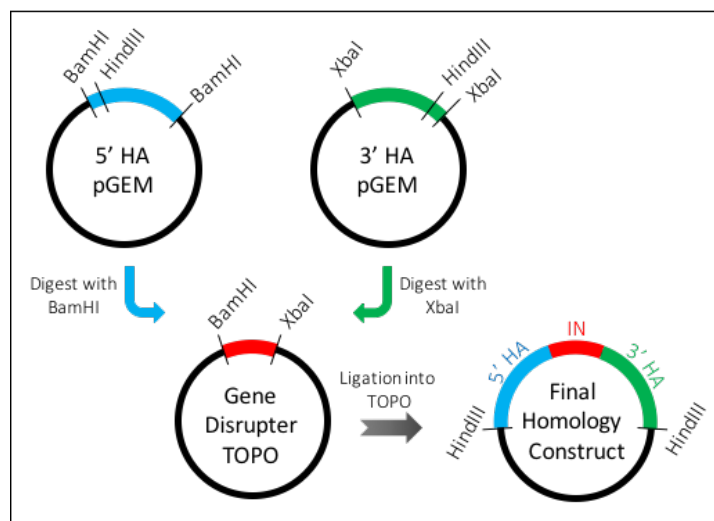 BamHI
HindIII
BamHI
5' HA
pGEM
XbaI
HindIII
XbaI
3' HA
pGEM
Digest with
BamHI
Digest with
XbaI
BamHI
XbaI
Gene
Disrupter
TOPO
Ligation into
TOPO
5' HA
IN
3' HA
HindIII
HindIII
Final
Homology
Construct